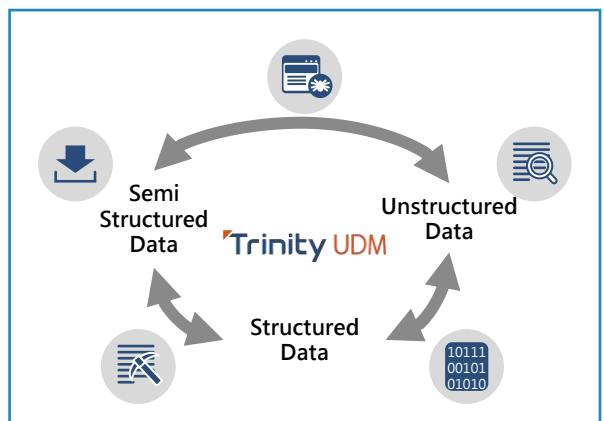 Semi
Structured
Data
Unstructured
Data
Trinity UDM
Structured
Data
10111
00101
01010